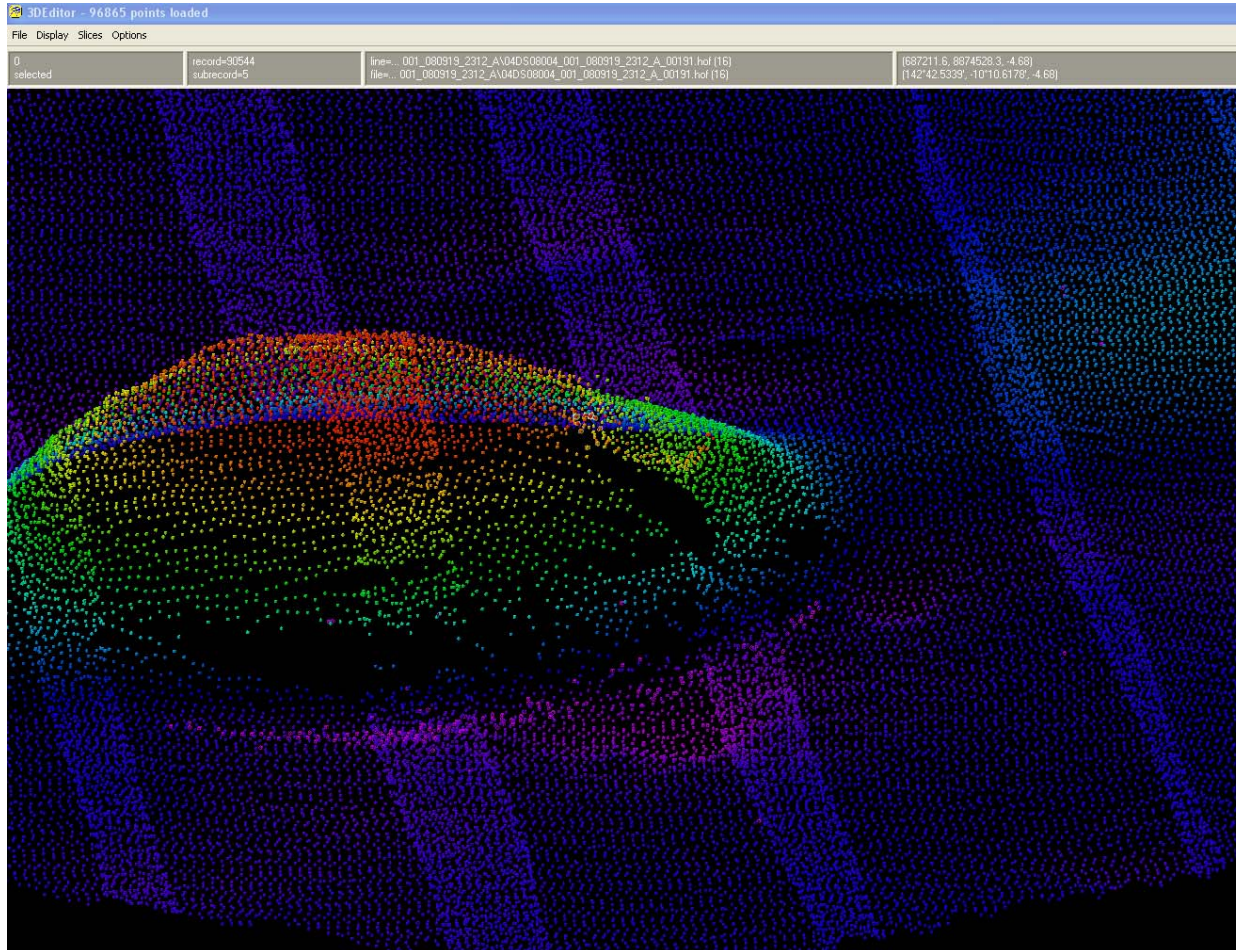 3DEditor - 96865 points loaded
File Display Slices Options
0
selected
record=90544
subrecord=5
line=... 001_080919_2312_A\04DS08004_001_080919_2312_A_00191.hof (16)
file=... 001_080919_2312_A\04DS08004_001_080919_2312_A_00191.hof (16)
(687211.6, 8874528.3, -4.68)
(142°42.5339', -10°10.6178', -4.68)